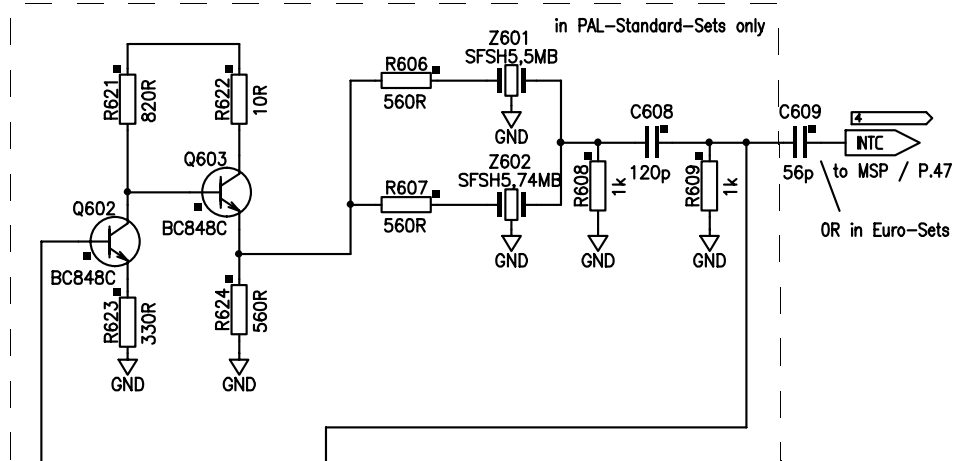 in PAL-Standard-Sets only
Z601
SFSH5,5MB
R606
560R
GND
R621
820R
R622
10R
Q603
BC848C
Q602
BC848C
R623
330R
GND
R624
560R
GND
Z602
SFSH5,74MB
R607
560R
GND
C608
120p
R608
1k
GND
R609
1k
GND
C609
56p
4
INTC
to MSP / P.47
0R in Euro-Sets